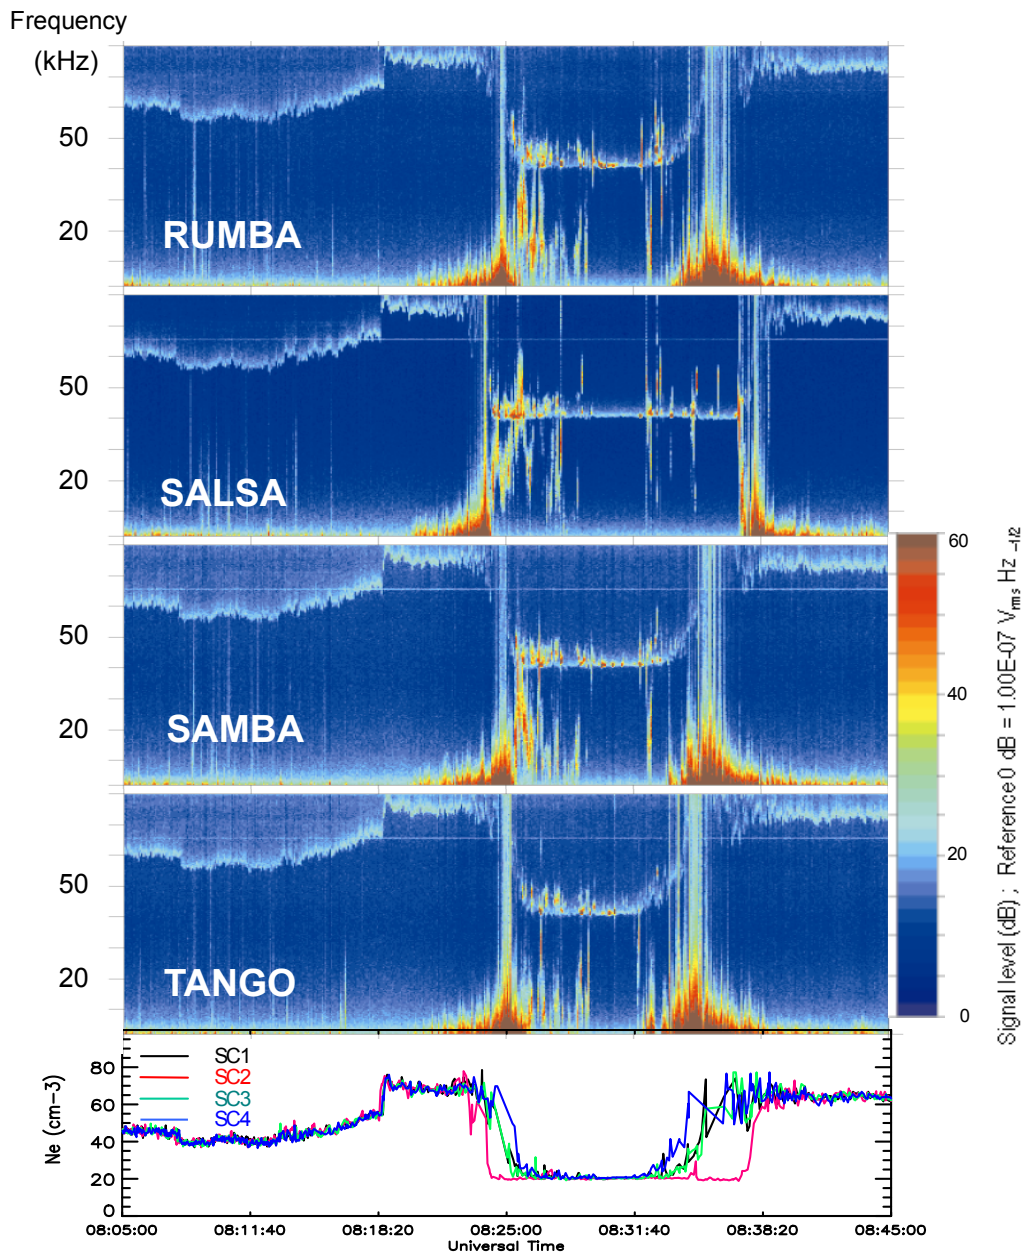 Frequency
(kHz)
50
20
RUMBA
50
20
SALSA
50
20
SAMBA
50
20
TANGO
60
40
20
0
Signal level (dB) ; Reference 0 dB = 1.00E-07 Vrms Hz -1/2
Ne (cm-3)
80
60
40
20
0
SC1
SC2
SC3
SC4
08:05:00 08:11:40 08:18:20 08:25:00 08:31:40 08:38:20 08:45:00
Universal Time